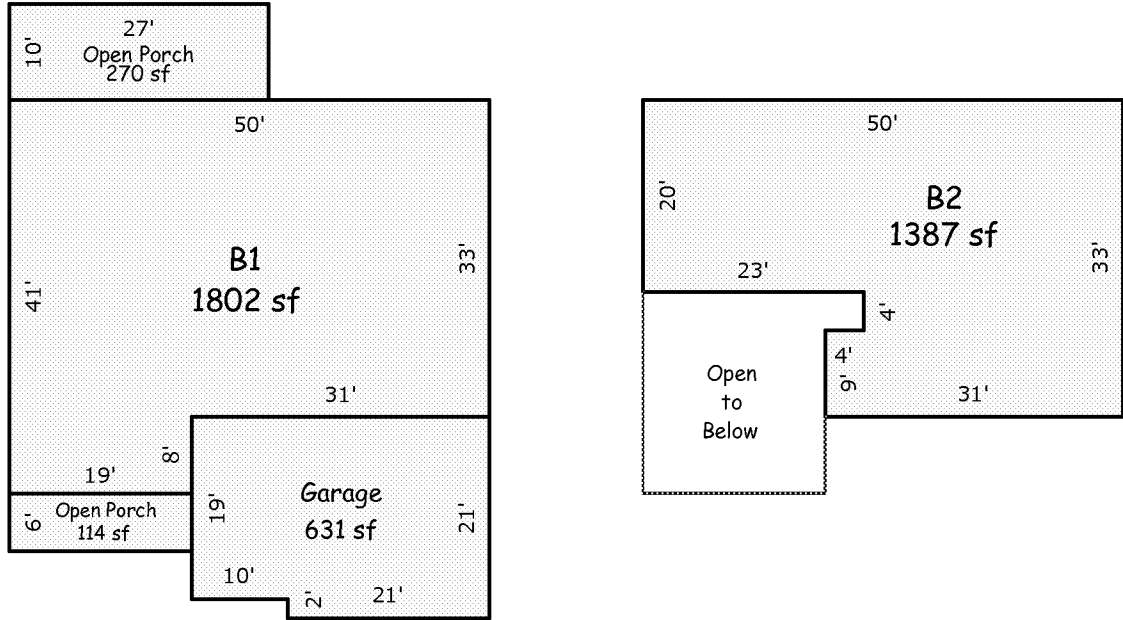 27'
10'
Open Porch
270 sf
50'
B1
1802 sf
33'
41'
31'
8'
19'
6'
Open Porch
114 sf
Garage
631 sf
19'
21'
10'
2'
21'
50'
20'
B2
1387 sf
33'
23'
4'
4'
9'
31'
Open
to
Below